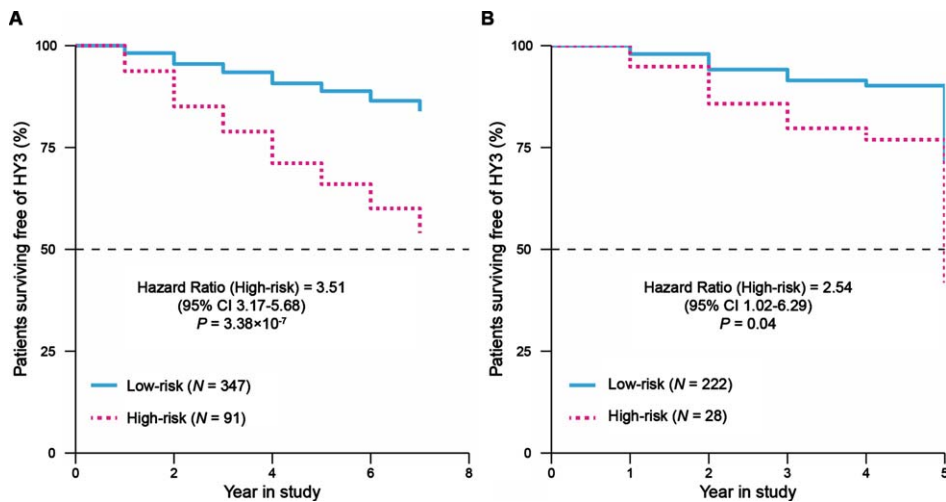 A
Patients surviving free of HY3 (%)
100
75
50
25
0
Hazard Ratio (High-risk) = 3.51
(95% CI 3.17-5.68)
P = 3.38×10⁻⁷
Low-risk (N = 347)
High-risk (N = 91)
0 2 4 6 8
Year in study
B
Patients surviving free of HY3 (%)
100
75
50
25
0
Hazard Ratio (High-risk) = 2.54
(95% CI 1.02-6.29)
P = 0.04
Low-risk (N = 222)
High-risk (N = 28)
0 1 2 3 4 5
Year in study